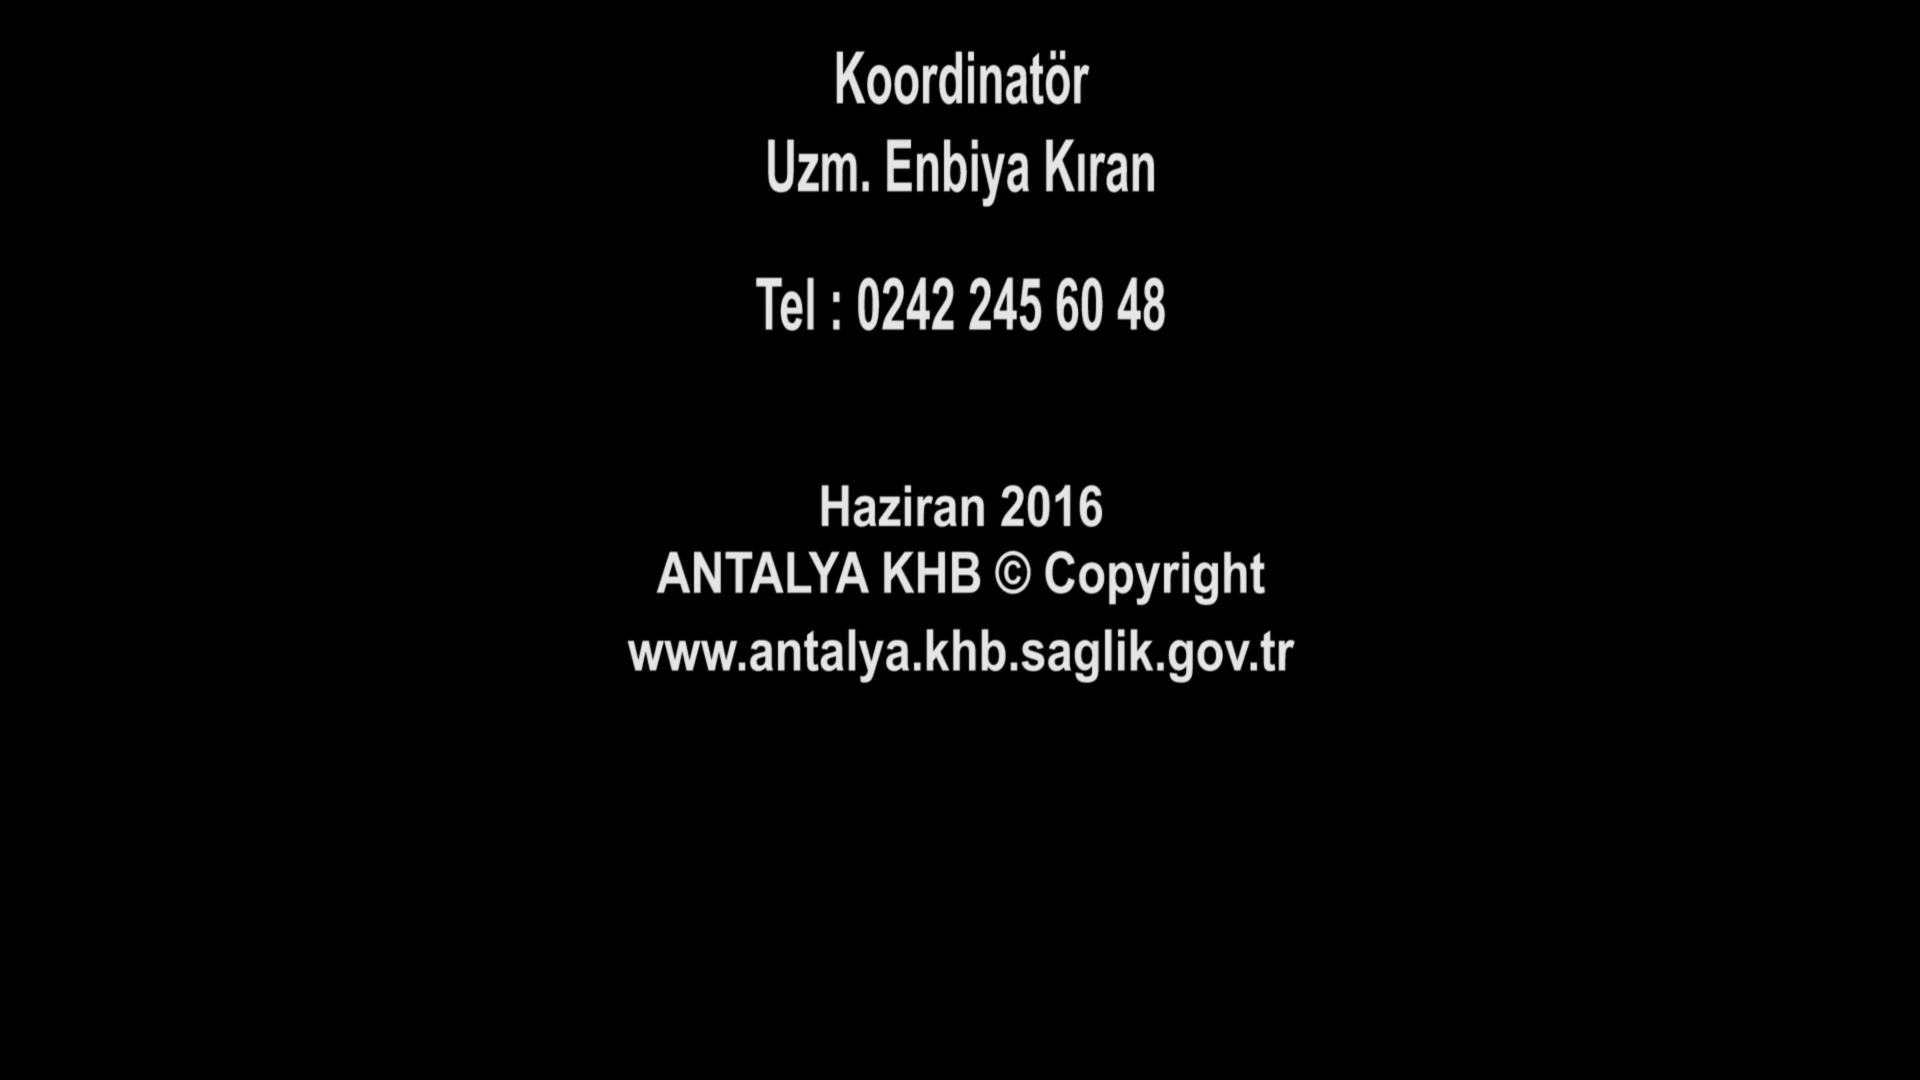 Koordinatör
Uzm. Enbiya Kıran
Tel : 0242 245 60 48
Haziran 2016
ANTALYA KHB © Copyright
www.antalya.khb.saglik.gov.tr